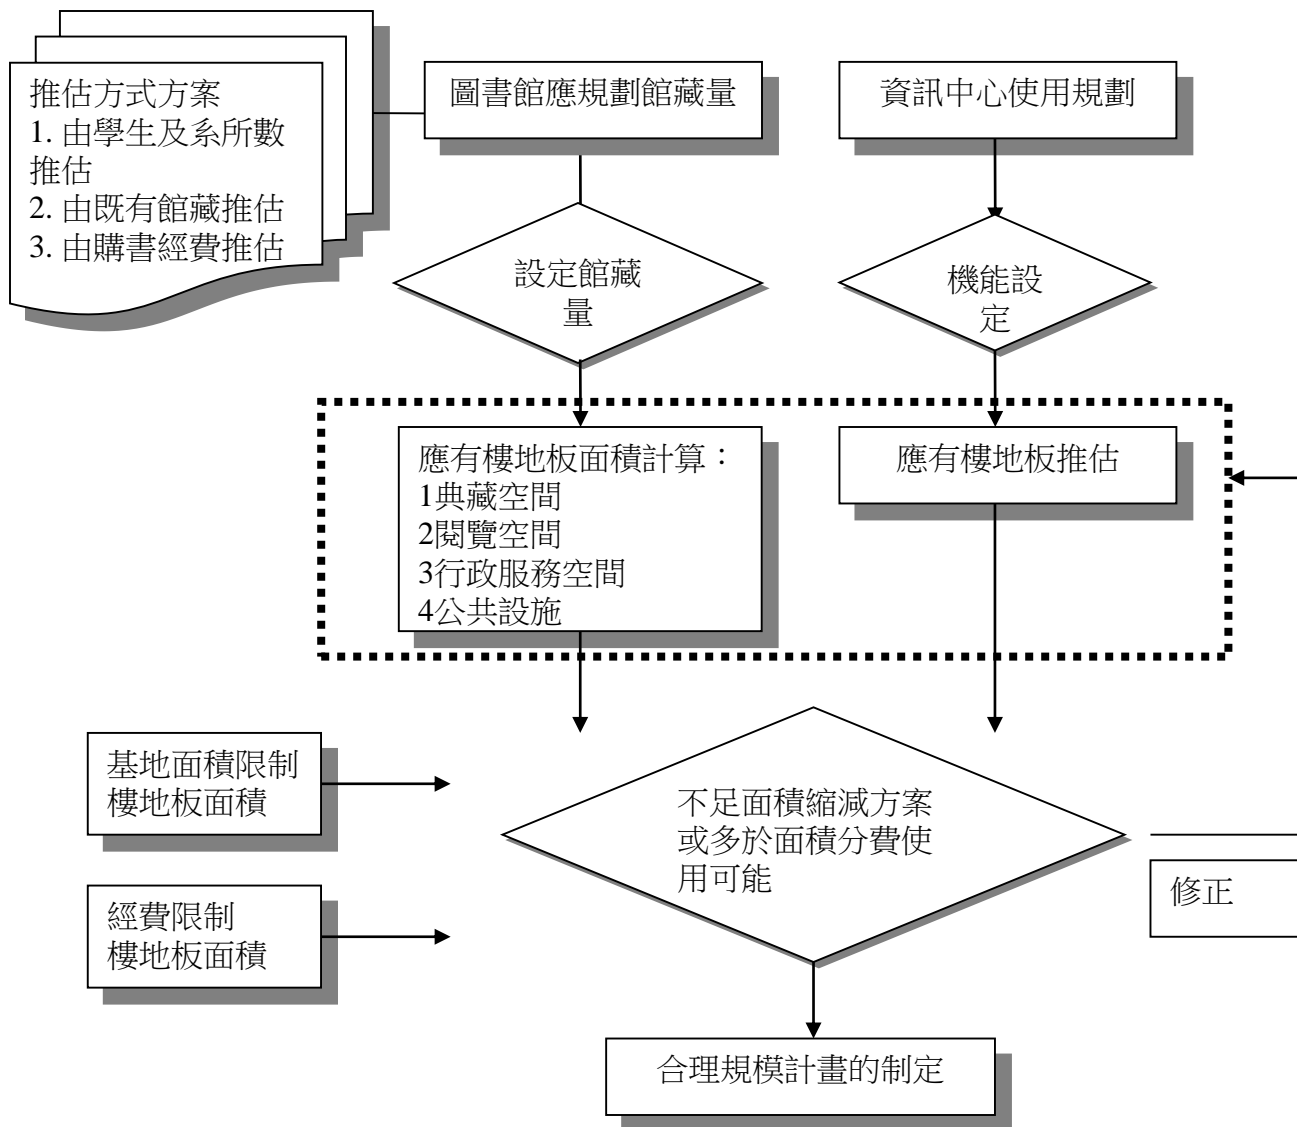 推估方式方案
1. 由學生及系所數
推估
2. 由既有館藏推估
3. 由購書經費推估
圖書館應規劃館藏量
資訊中心使用規劃
設定館藏
量
機能設
定
應有樓地板面積計算：
1典藏空間
2閱覽空間
3行政服務空間
4公共設施
應有樓地板推估
基地面積限制
樓地板面積
不足面積縮減方案
或多於面積分費使
用可能
修正
經費限制
樓地板面積
合理規模計畫的制定